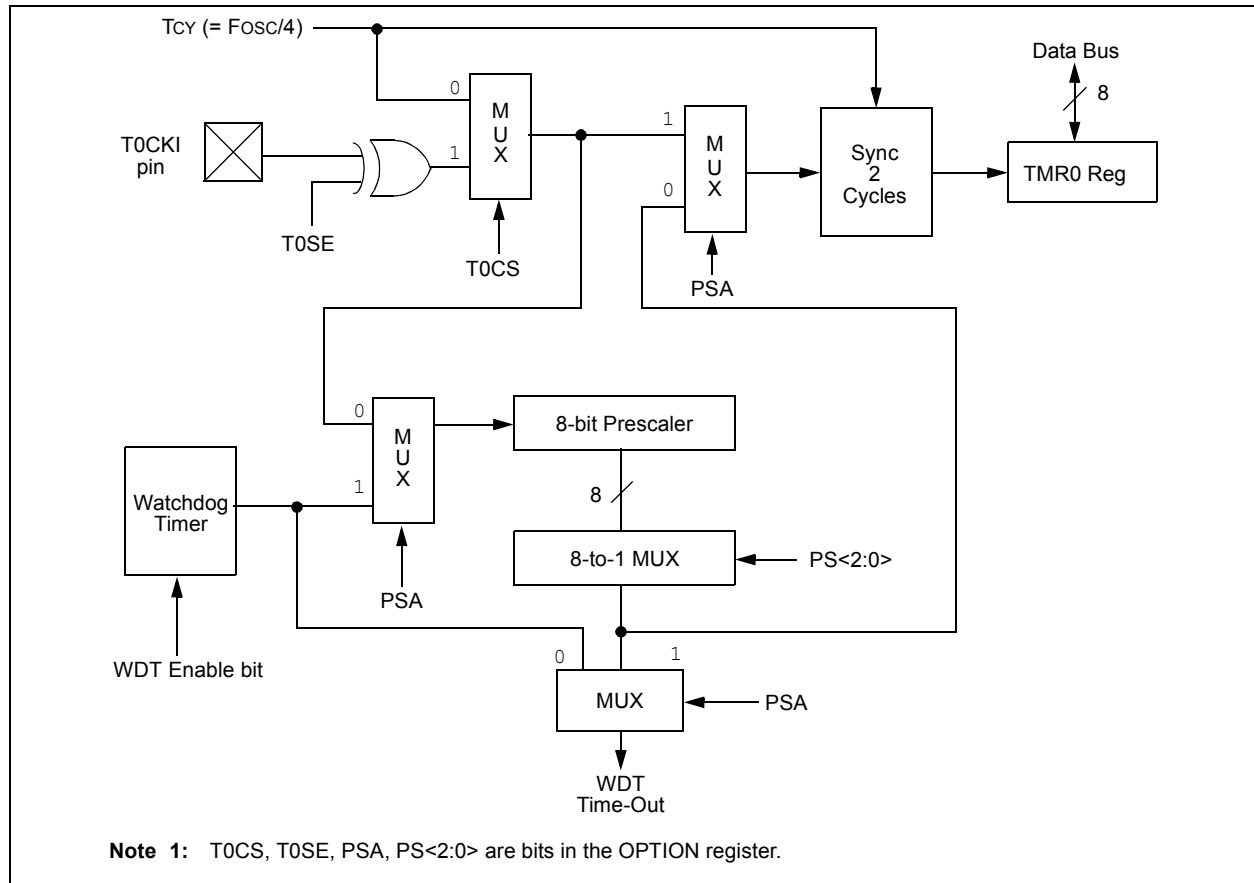 TCY (= FOSC/4)
Data Bus
0
M
U
X
1
M
U
X
8
T0CKI
pin
1
Sync
2
Cycles
TMR0 Reg
0
T0SE
T0CS
PSA
0
M
U
X
8-bit Prescaler
Watchdog
Timer
1
8
8-to-1 MUX
PS<2:0>
PSA
WDT Enable bit
0
1
MUX
PSA
WDT
Time-Out
Note 1: T0CS, T0SE, PSA, PS<2:0> are bits in the OPTION register.